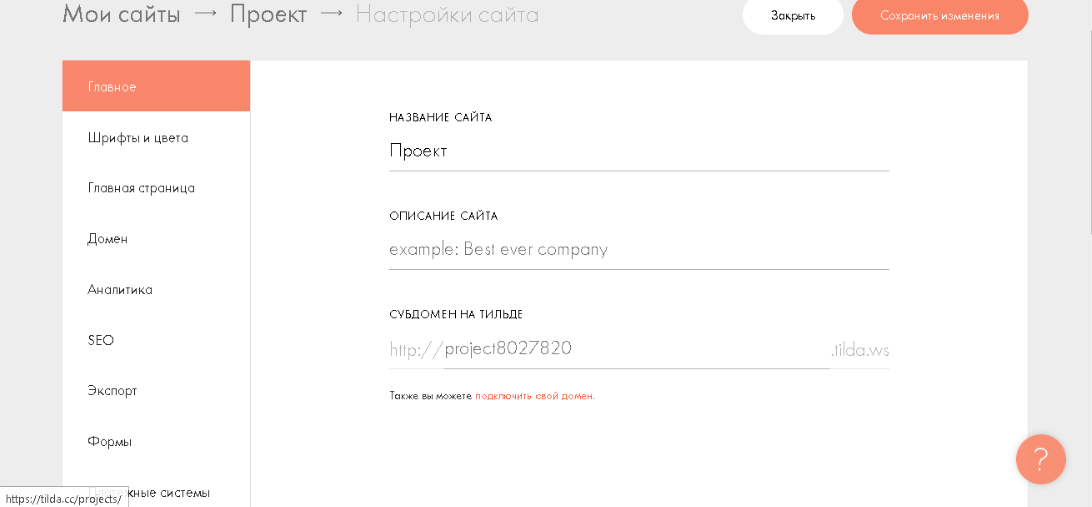 Мои сайты → Проект → Настройки сайта
Закрыть
Сохранить изменения
Главное
Шрифты и цвета
Главная страница
Домен
Аналитика
SEO
Экспорт
Формы
Платежные системы
НАЗВАНИЕ САЙТА
Проект
ОПИСАНИЕ САЙТА
example: Best ever company
СУБДОМЕН НА ТИЛЬДЕ
http://project8027820.tilda.ws
Также вы можете подключить свой домен.
?
https://tilda.cc/projects/